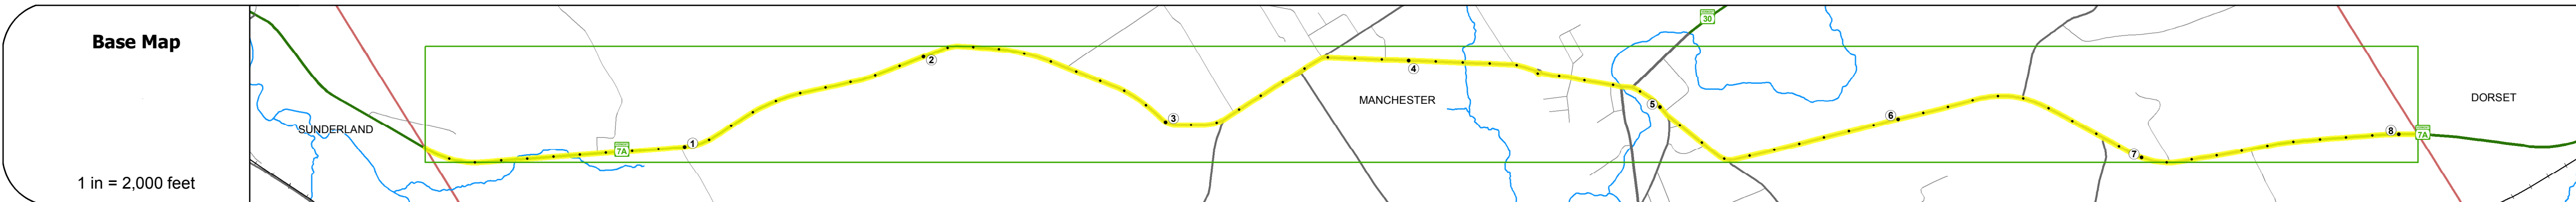 Base Map
1 in = 2,000 feet
SUNDERLAND
7A
1
2
3
MANCHESTER
4
5
30
6
7
8
7A
DORSET